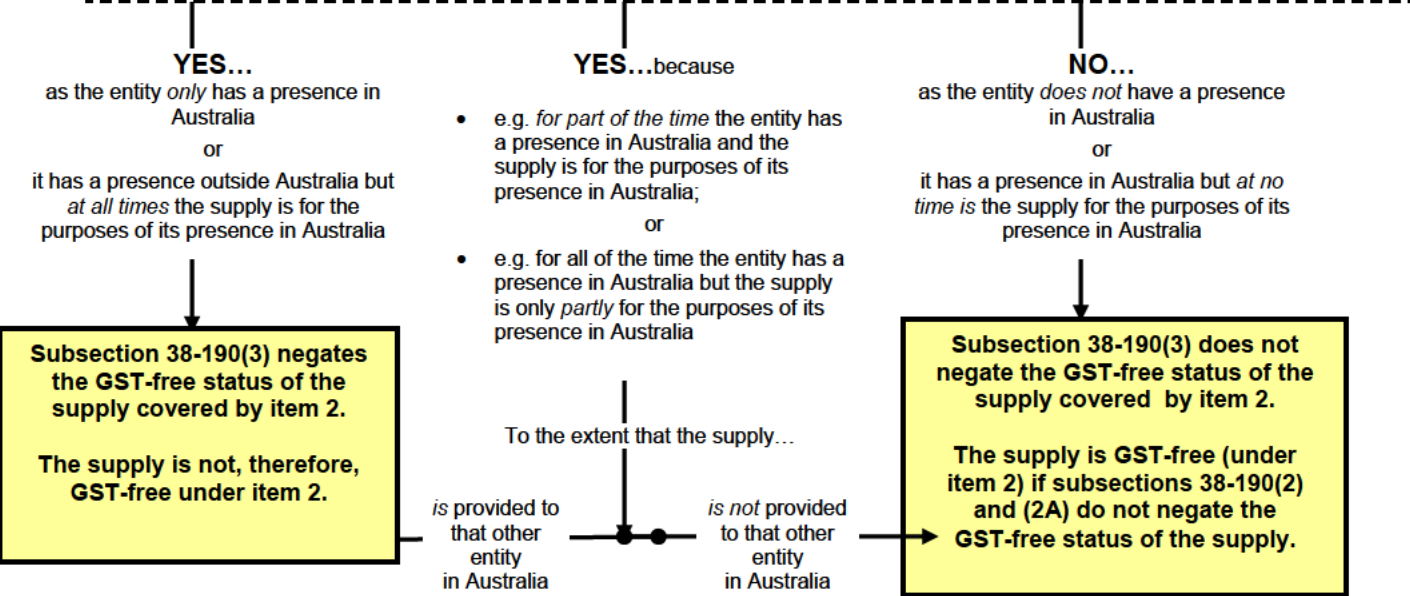 YES…
as the entity only has a presence in
Australia
or
it has a presence outside Australia but
at all times the supply is for the
purposes of its presence in Australia
Subsection 38-190(3) negates
the GST-free status of the
supply covered by item 2.
The supply is not, therefore,
GST-free under item 2.
YES…because
• e.g. for part of the time the entity has
a presence in Australia and the
supply is for the purposes of its
presence in Australia;
or
• e.g. for all of the time the entity has a
presence in Australia but the supply
is only partly for the purposes of its
presence in Australia
To the extent that the supply…
is provided to
that other
entity
in Australia
is not provided
to that other
entity
in Australia
NO…
as the entity does not have a presence
in Australia
or
it has a presence in Australia but at no
time is the supply for the purposes of its
presence in Australia
Subsection 38-190(3) does not
negate the GST-free status of the
supply covered by item 2.
The supply is GST-free (under
item 2) if subsections 38-190(2)
and (2A) do not negate the
GST-free status of the supply.